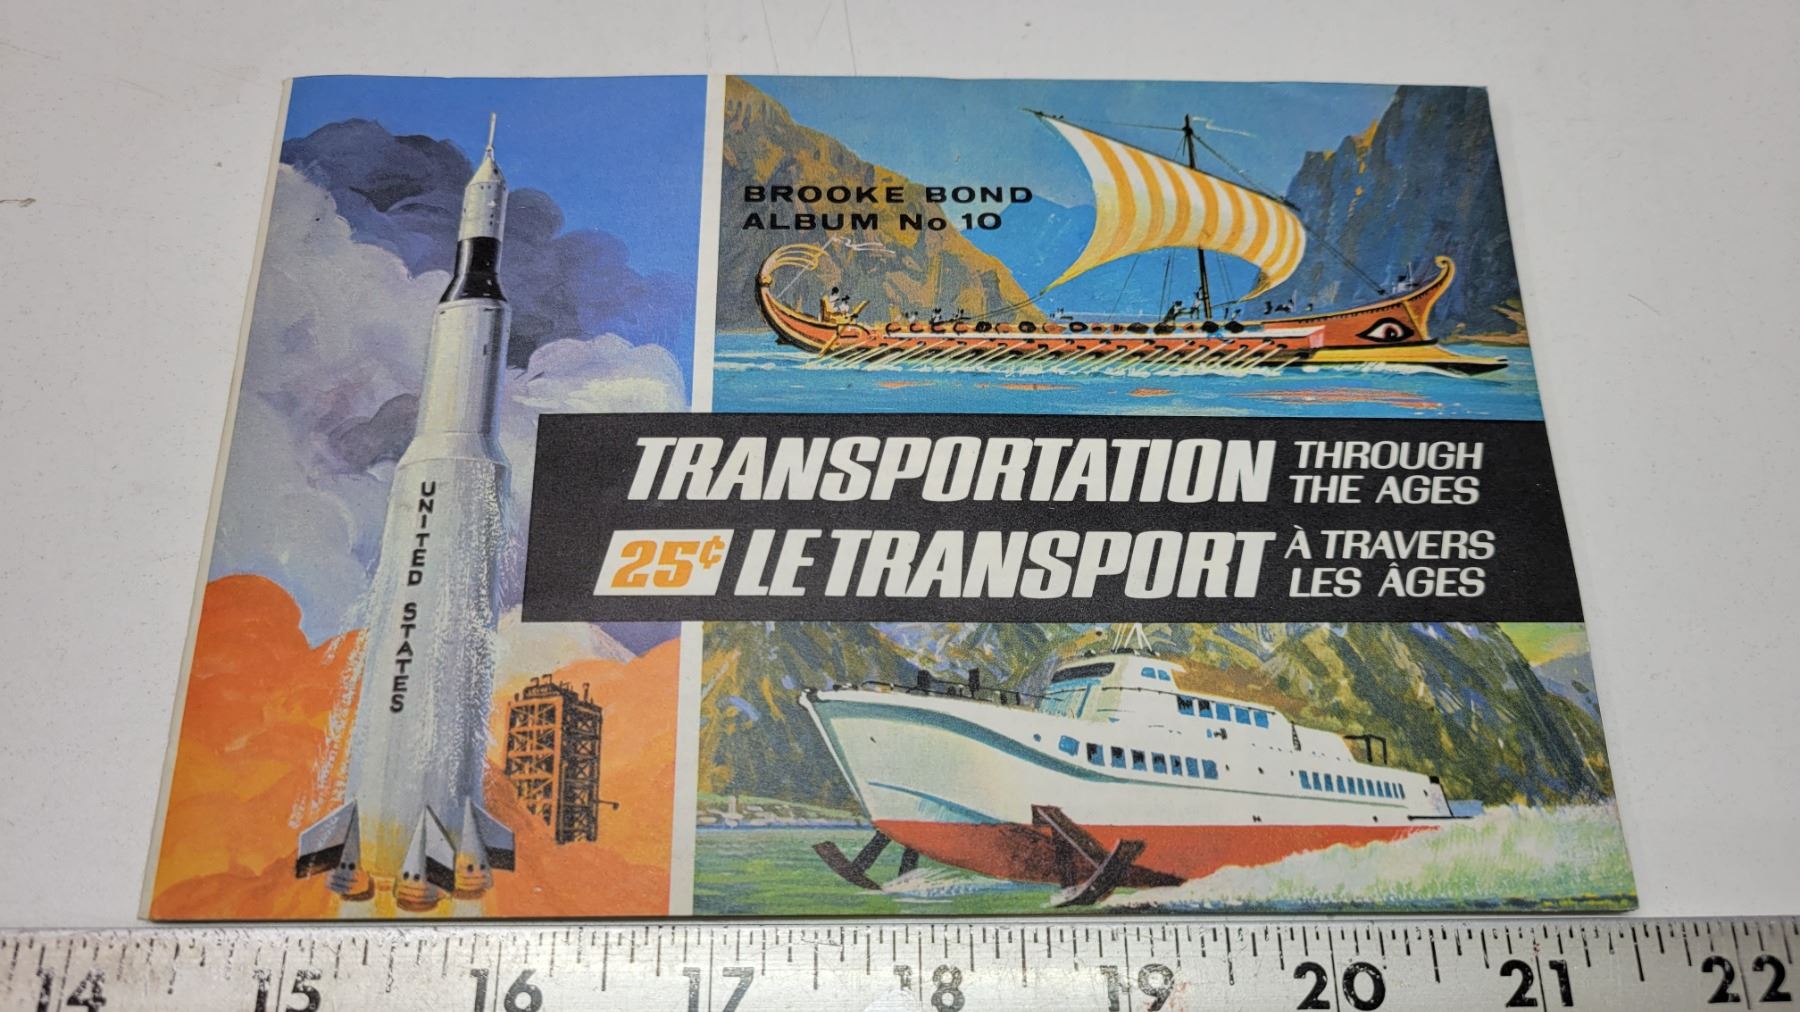 BROOKE BOND
ALBUM No 10
TRANSPORTATION THROUGH THE AGES
25¢ LE TRANSPORT À TRAVERS LES ÂGES
UNITED STATES
14 15 16 17 18 19 20 21 22